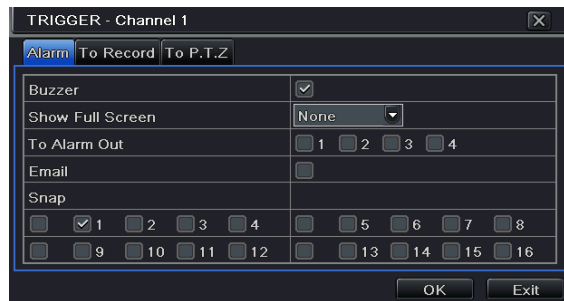 TRIGGER - Channel 1
Alarm To Record To P.T.Z
Buzzer
Show Full Screen None
To Alarm Out 1 2 3 4
Email
Snap
1 2 3 4 5 6 7 8
9 10 11 12 13 14 15 16
OK Exit